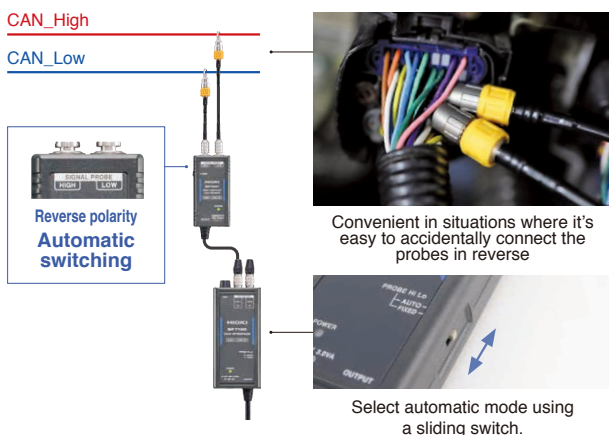 CAN_High
CAN_Low
SIGNAL PROBE
HIGH
LOW
Reverse polarity
Automatic
switching
HIOKI
HIOKI
Convenient in situations where it's
easy to accidentally connect the
probes in reverse
PROBE Hi Lo
AUTO
FIXED
POWER
3.0VA
OUTPUT
Select automatic mode using
a sliding switch.